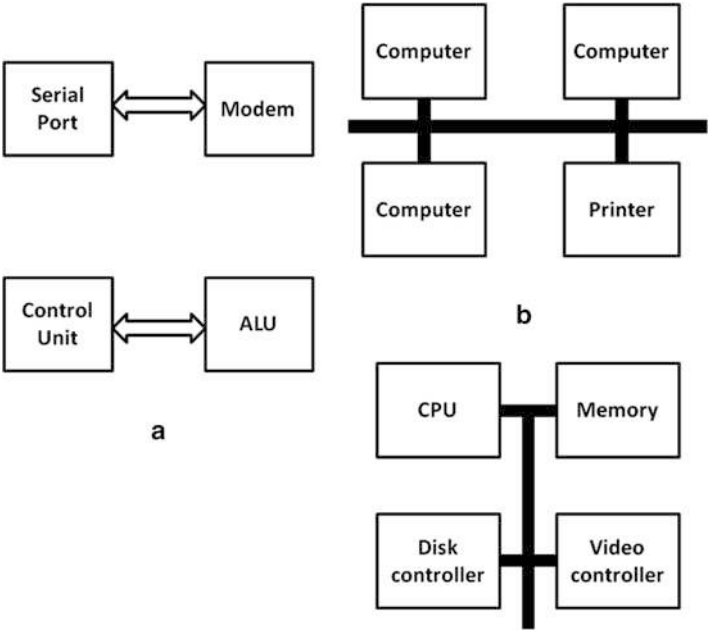 Serial
Port
Modem
Control
Unit
ALU
a
Computer
Computer
Computer
Printer
b
CPU
Memory
Disk
controller
Video
controller